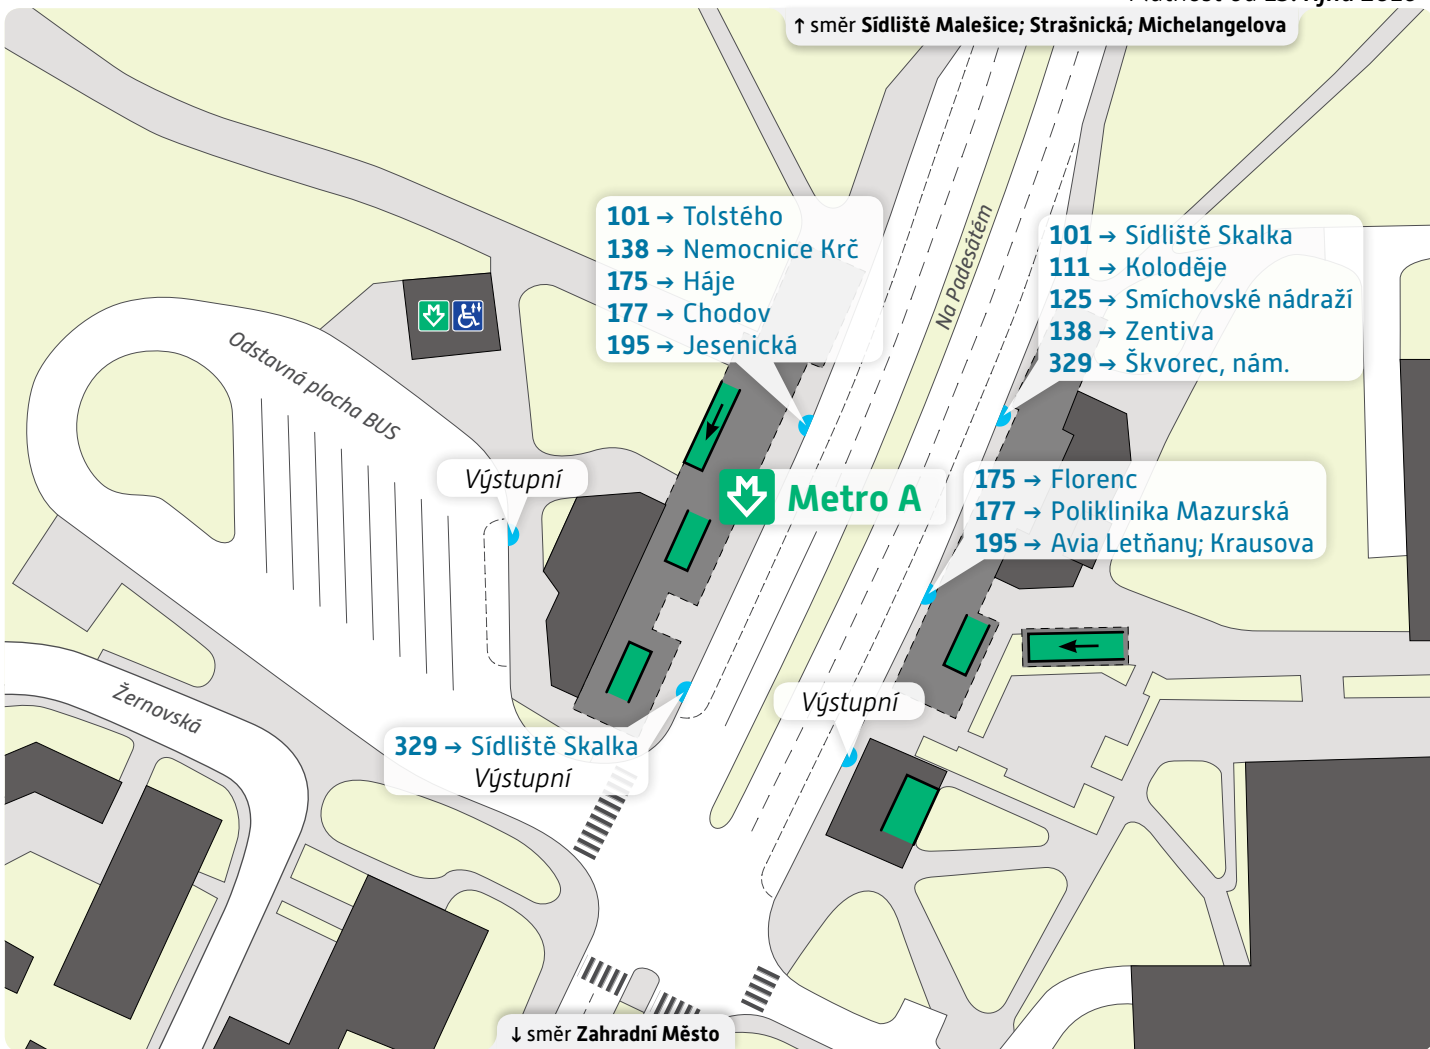 ↑ směr Sídliště Malešice; Strašnická; Michelangelova
101 → Tolstého
138 → Nemocnice Krč
175 → Háje
177 → Chodov
195 → Jesenická
Na Padesátém
101 → Sídliště Skalka
111 → Koloděje
125 → Smíchovské nádraží
138 → Zentiva
329 → Škvorec, nám.
Odstavná plocha BUS
Výstupní
Metro A
175 → Florenc
177 → Poliklinika Mazurská
195 → Avia Letňany; Krausova
Žernovská
Výstupní
329 → Sídliště Skalka
Výstupní
↓ směr Zahradní Město